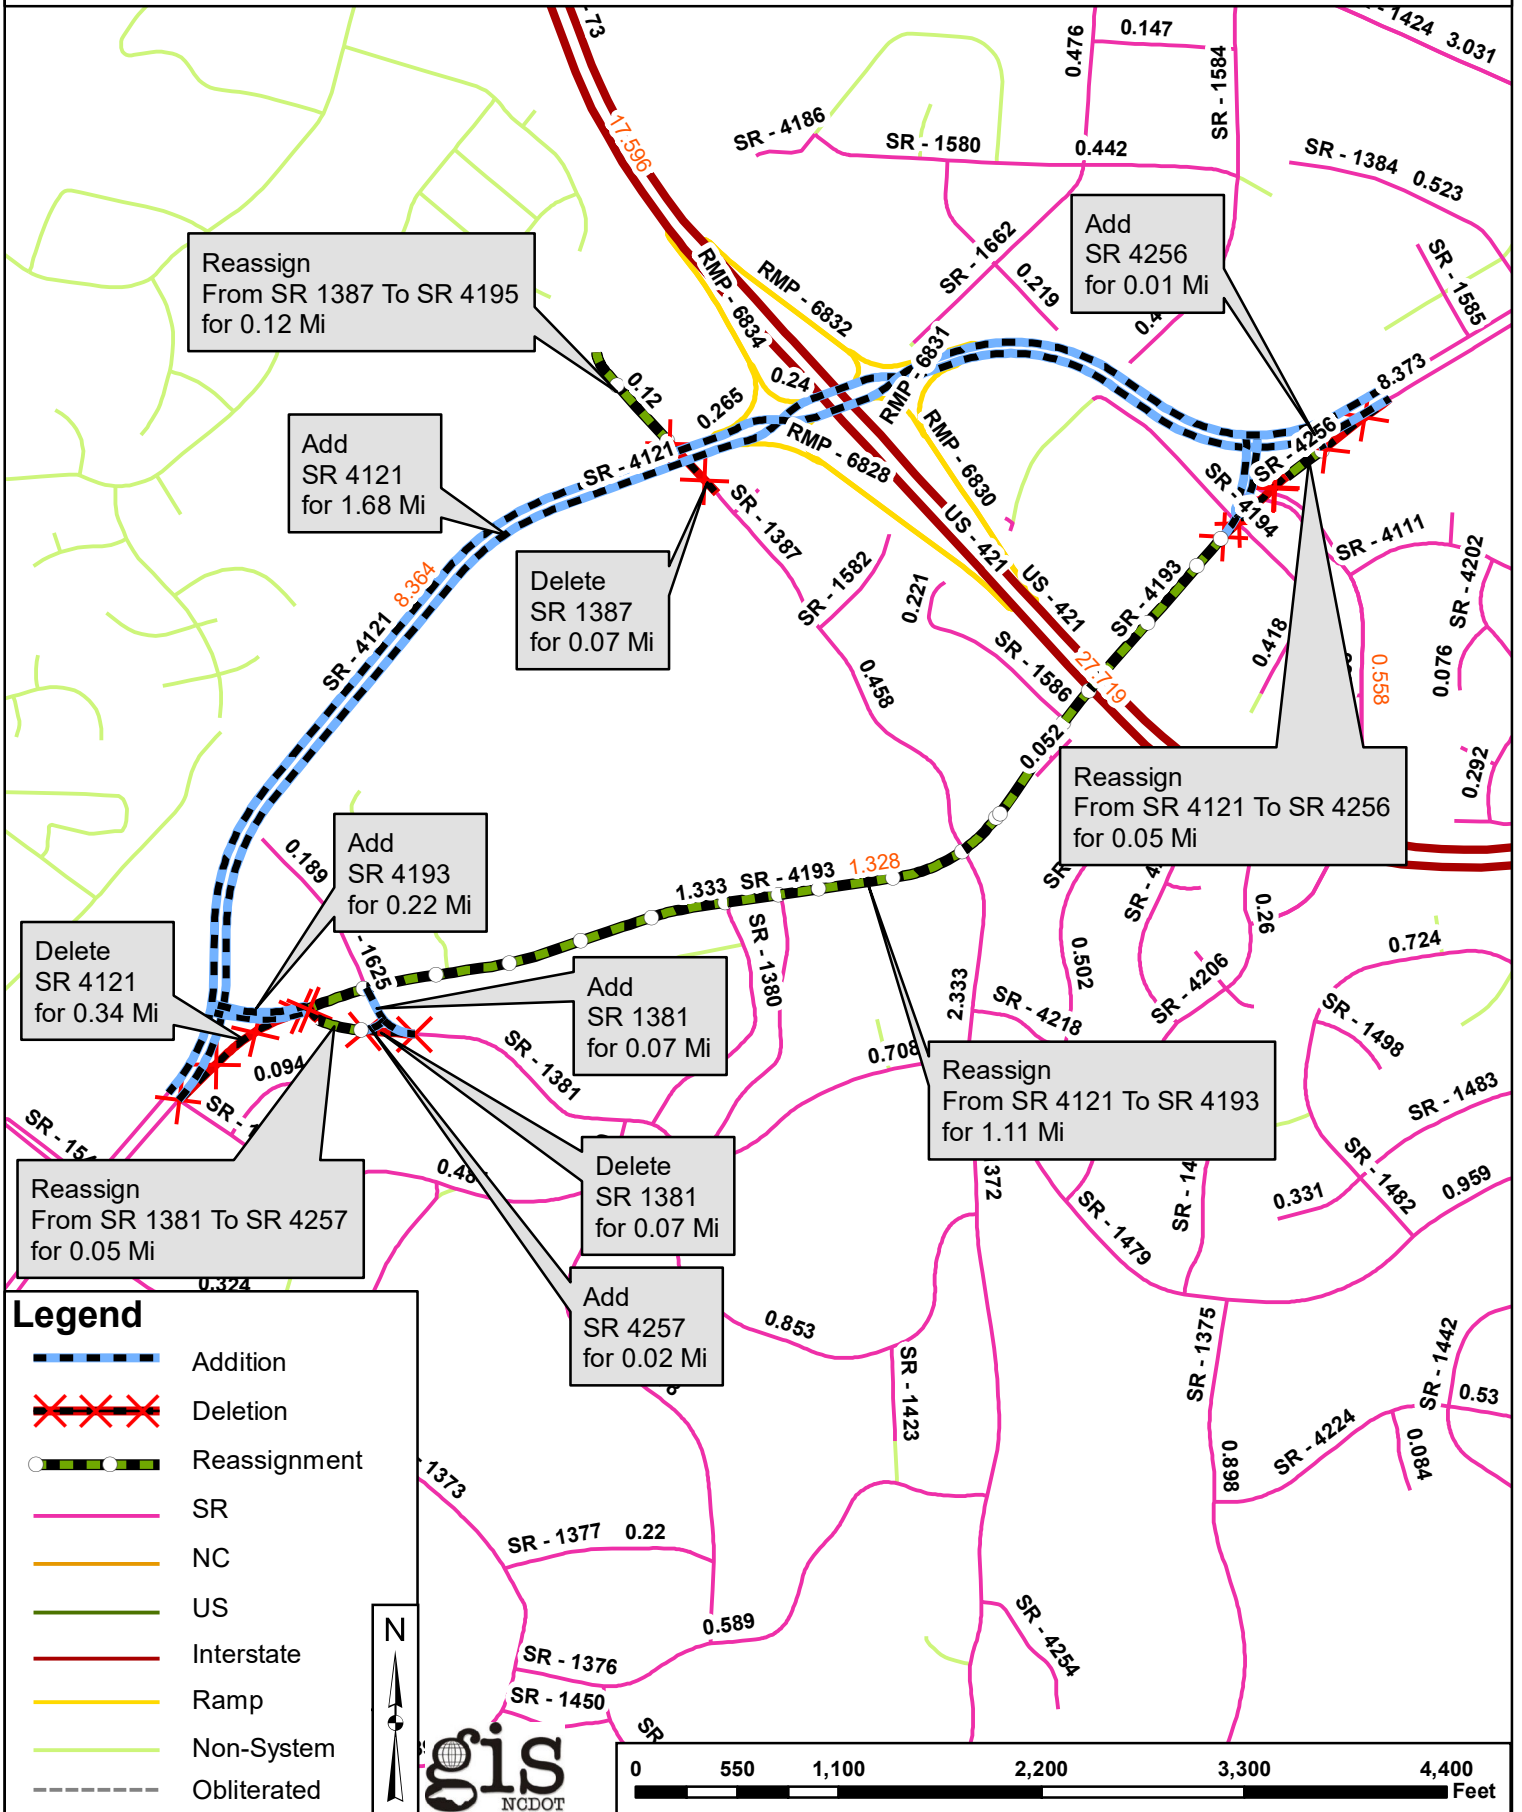 - 73
17.596
0.476
0.147
SR - 1584
- 1424 3.031
SR - 4186
SR - 1580
0.442
SR - 1384 0.523
SR - 1585
SR - 1662
0.219
Add
SR 4256
for 0.01 Mi
Reassign
From SR 1387 To SR 4195
for 0.12 Mi
RMP - 6834
RMP - 6832
RMP - 6831
0.24
0.265
0.12
8.373
Add
SR 4121
for 1.68 Mi
SR - 4121
RMP - 6828
RMP - 6830
SR - 4256
SR - 4194
SR - 4111
SR - 4202
US - 421
US - 421
SR - 1387
SR - 1582
Delete
SR 1387
for 0.07 Mi
8.364
SR - 4121
0.221
SR - 1586
SR - 4193
0.418
0.558
0.076
27.719
0.458
0.052
0.292
Reassign
From SR 4121 To SR 4256
for 0.05 Mi
0.189
Add
SR 4193
for 0.22 Mi
1.333
SR - 4193
1.328
SR
0.26
0.724
Delete
SR 4121
for 0.34 Mi
- 1625
SR - 1380
0.502
SR - 4206
2.333
SR - 4218
SR - 1498
Add
SR 1381
for 0.07 Mi
0.094
SR - 1381
0.708
SR - 1483
Reassign
From SR 4121 To SR 4193
for 1.11 Mi
Delete
SR 1381
for 0.07 Mi
SR - 1482
0.959
0.331
SR - 1479
Reassign
From SR 1381 To SR 4257
for 0.05 Mi
0.324
Add
SR 4257
for 0.02 Mi
0.853
SR - 1423
SR - 1375
SR - 1442
0.53
SR - 4224
0.084
0.898
Legend
Addition
Deletion
Reassignment
SR
NC
US
Interstate
Ramp
Non-System
Obliterated
- 1373
SR - 1377 0.22
0.589
SR - 1376
SR - 1450
SR
SR - 4254
N
gis
NCDOT
0 550 1,100 2,200 3,300 4,400
Feet